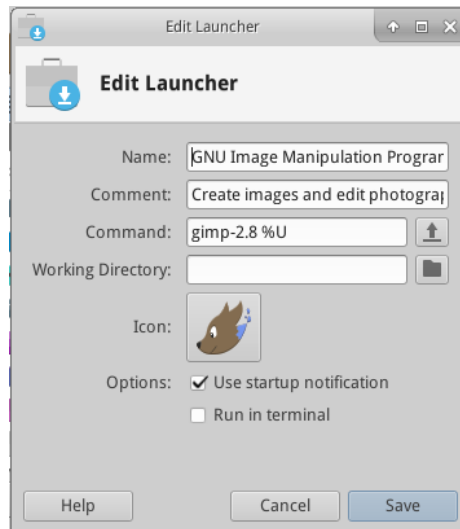 Edit Launcher
Edit Launcher
Name: GNU Image Manipulation Progra
Comment: Create images and edit photogra
Command: gimp-2.8 %U
Working Directory:
Icon:
Options: Use startup notification
Run in terminal
Help Cancel Save